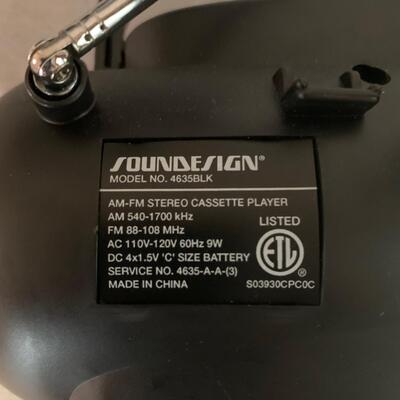 SOUNDESIGN®
MODEL NO. 4635BLK
AM-FM STEREO CASSETTE PLAYER
AM 540-1700 kHz
FM 88-108 MHz
AC 110V-120V 60Hz 9W
DC 4x1.5V 'C' SIZE BATTERY
SERVICE NO. 4635-A-A-(3)
MADE IN CHINA
LISTED
ETL®
S03930CPC0C